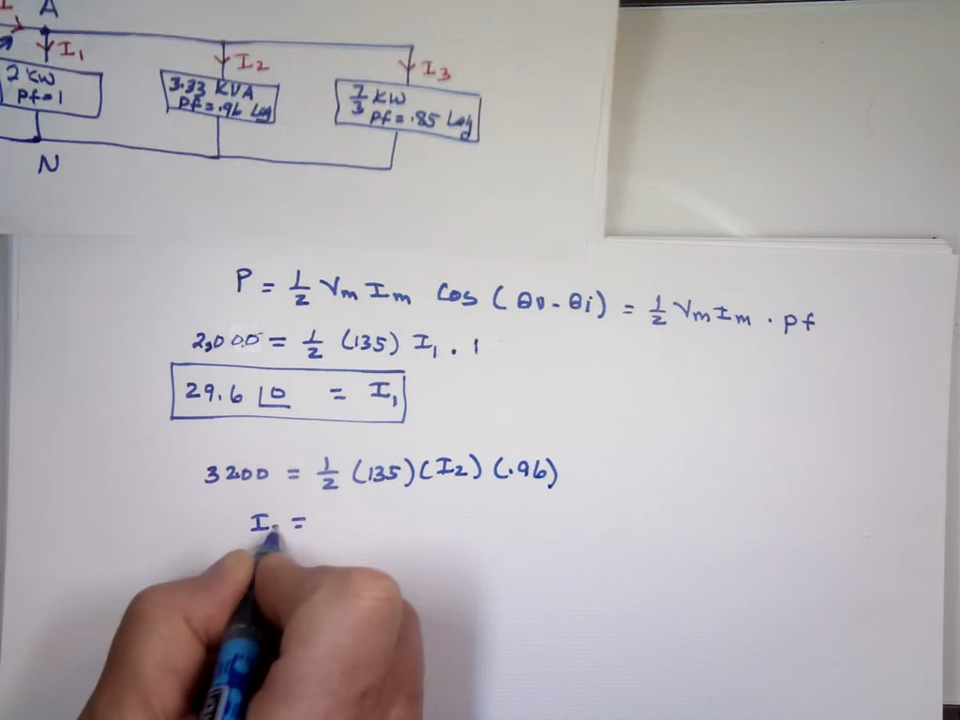 I A
I1 I2 I3
2 KW
pf=1
3.33 KVA
pf=.96 Lag
7/3 KW
pf=.85 Lag
N
P = 1/2 Vm Im cos (θv - θi) = 1/2 Vm Im . pf
2,000 = 1/2 (135) I1 . 1
29.6 ∠0 = I1
3200 = 1/2 (135)(I2)(.96)
I =